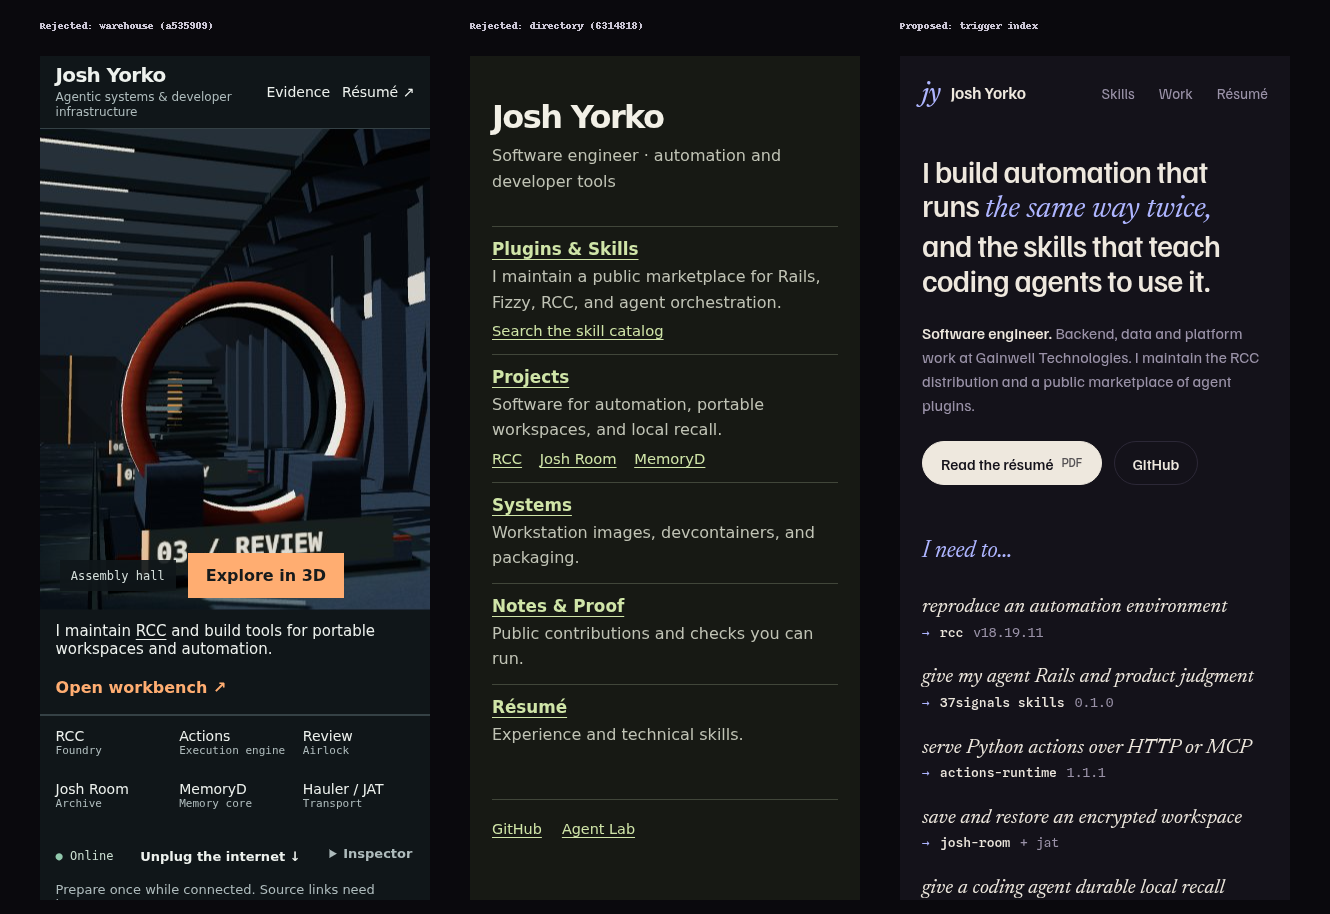 Rejected: warehouse (a535909)
Josh Yorko
Agentic systems & developer
infrastructure
Evidence Résumé ↗
03 / REVIEW
Assembly hall
Explore in 3D
I maintain RCC and build tools for portable
workspaces and automation.
Open workbench ↗
RCC Actions Review
Foundry Execution engine Airlock
Josh Room MemoryD Hauler / JAT
Archive Memory core Transport
● Online Unplug the internet ↓ ▶ Inspector
Prepare once while connected. Source links need
Rejected: directory (6314818)
Josh Yorko
Software engineer · automation and
developer tools
Plugins & Skills
I maintain a public marketplace for Rails,
Fizzy, RCC, and agent orchestration.
Search the skill catalog
Projects
Software for automation, portable
workspaces, and local recall.
RCC Josh Room MemoryD
Systems
Workstation images, devcontainers, and
packaging.
Notes & Proof
Public contributions and checks you can
run.
Résumé
Experience and technical skills.
GitHub Agent Lab
Proposed: trigger index
jy Josh Yorko Skills Work Résumé
I build automation that
runs the same way twice,
and the skills that teach
coding agents to use it.
Software engineer. Backend, data and platform
work at Gainwell Technologies. I maintain the RCC
distribution and a public marketplace of agent
plugins.
Read the résumé PDF GitHub
I need to…
reproduce an automation environment
→ rcc v18.19.11
give my agent Rails and product judgment
→ 37signals skills 0.1.0
serve Python actions over HTTP or MCP
→ actions-runtime 1.1.1
save and restore an encrypted workspace
→ josh-room + jat
give a coding agent durable local recall